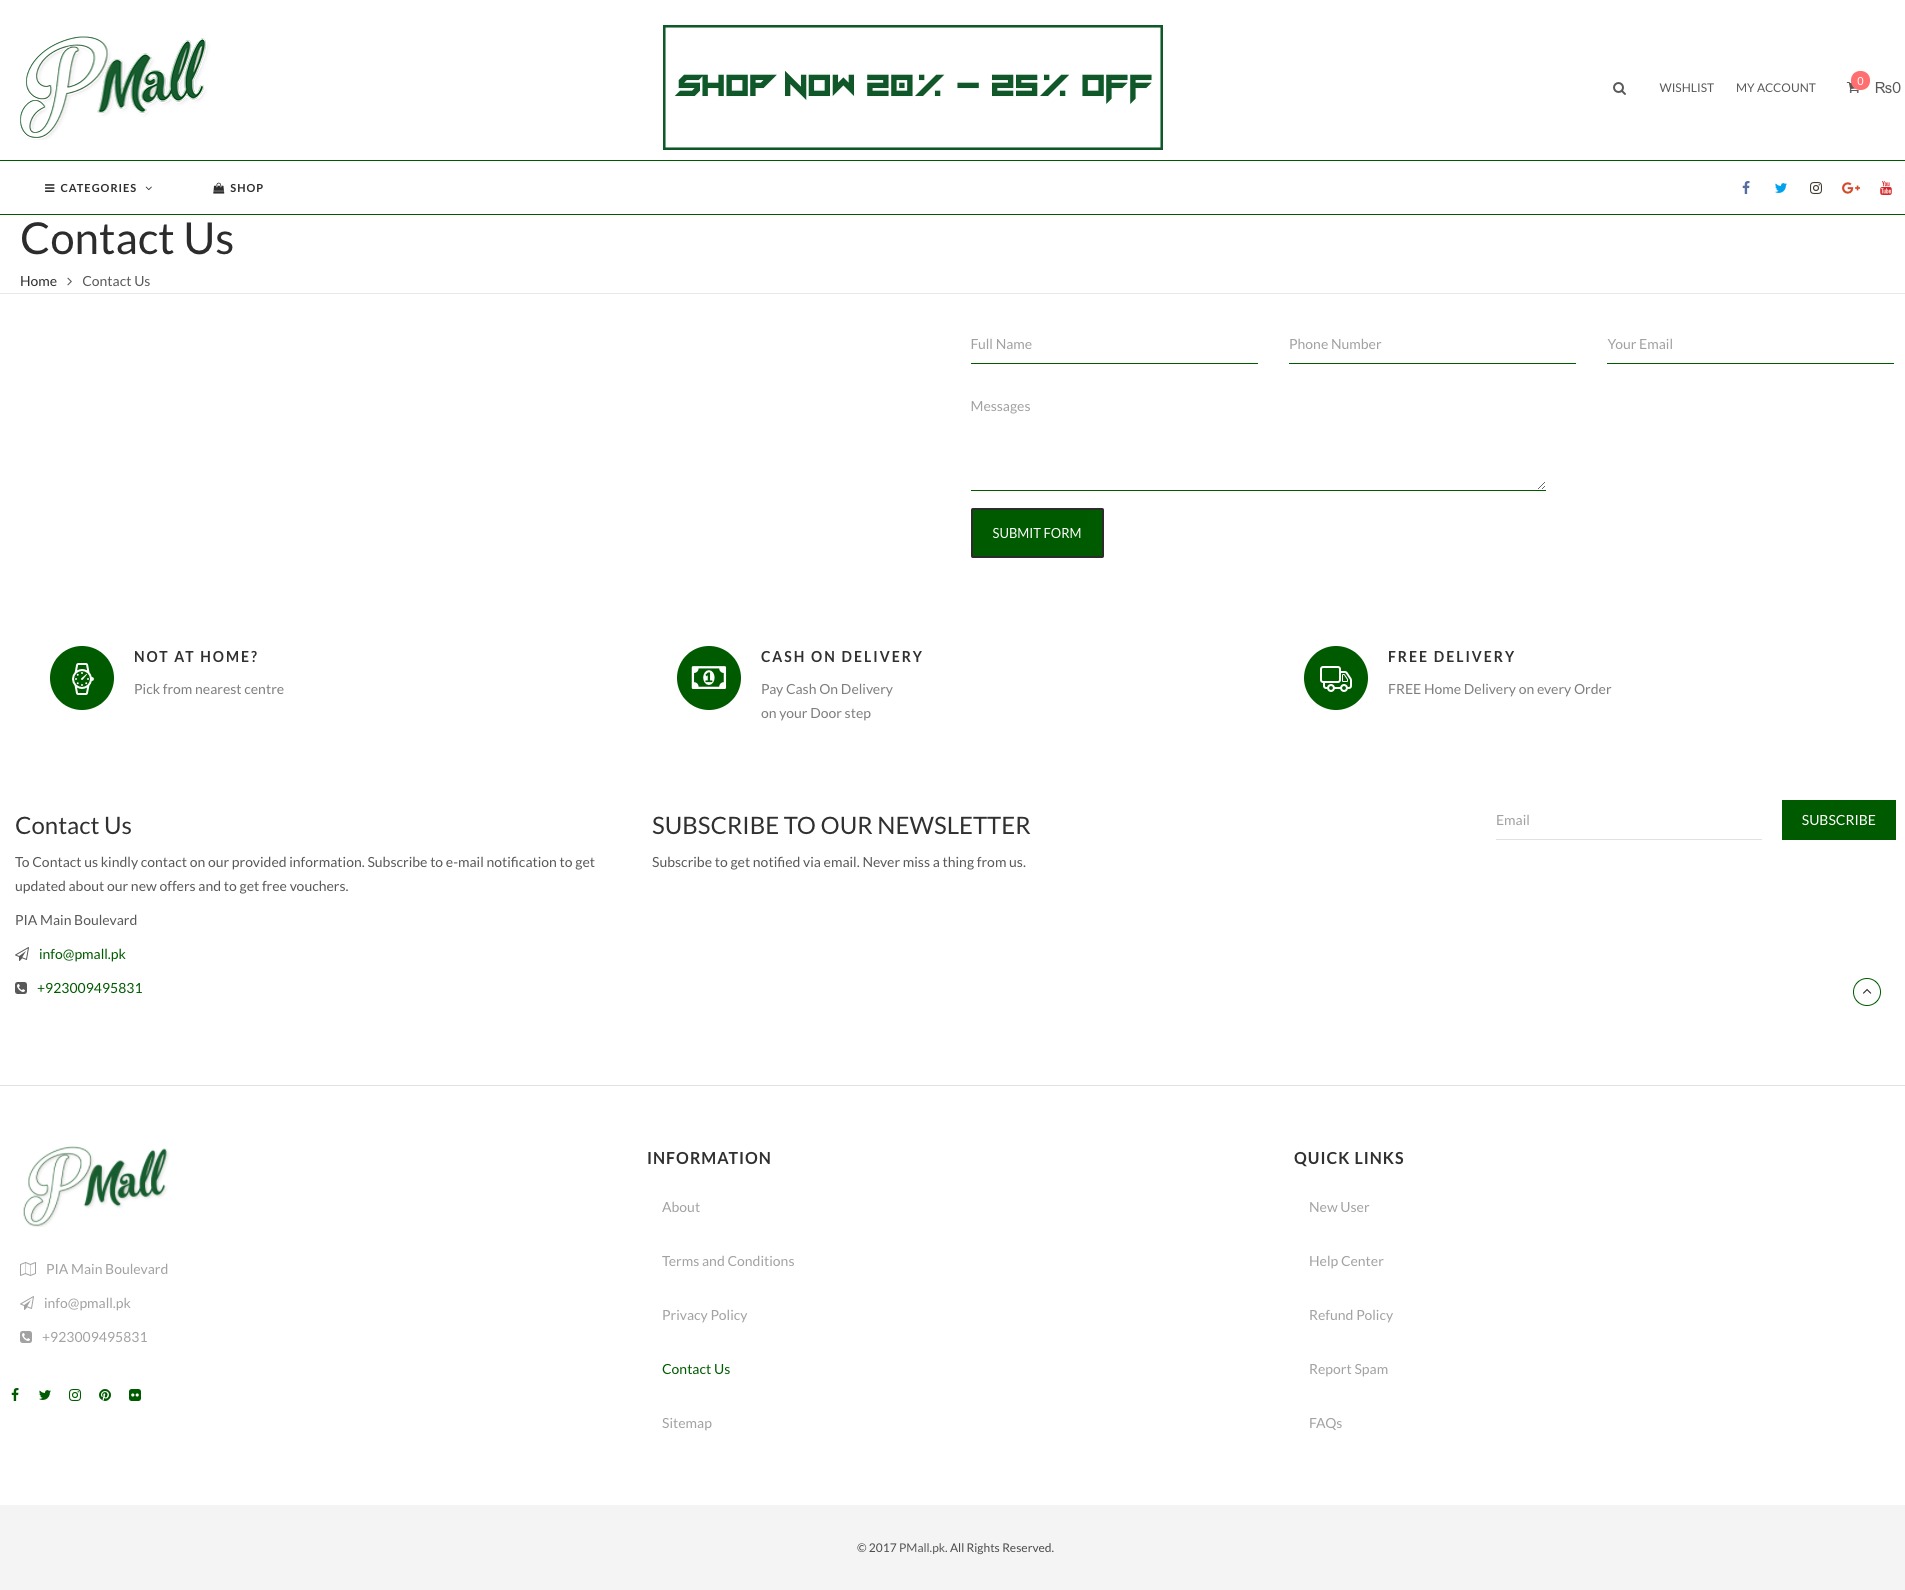 PMall
SHOP NOW 20% - 25% OFF
WISHLIST MY ACCOUNT 0 ₨0
CATEGORIES SHOP
Contact Us
Home > Contact Us
Full Name Phone Number Your Email
Messages
SUBMIT FORM
NOT AT HOME?
Pick from nearest centre
CASH ON DELIVERY
Pay Cash On Delivery
on your Door step
FREE DELIVERY
FREE Home Delivery on every Order
Contact Us
To Contact us kindly contact on our provided information. Subscribe to e-mail notification to get
updated about our new offers and to get free vouchers.
PIA Main Boulevard
info@pmall.pk
+923009495831
SUBSCRIBE TO OUR NEWSLETTER
Subscribe to get notified via email. Never miss a thing from us.
Email SUBSCRIBE
PMall
PIA Main Boulevard
info@pmall.pk
+923009495831
INFORMATION
About
Terms and Conditions
Privacy Policy
Contact Us
Sitemap
QUICK LINKS
New User
Help Center
Refund Policy
Report Spam
FAQs
© 2017 PMall.pk. All Rights Reserved.